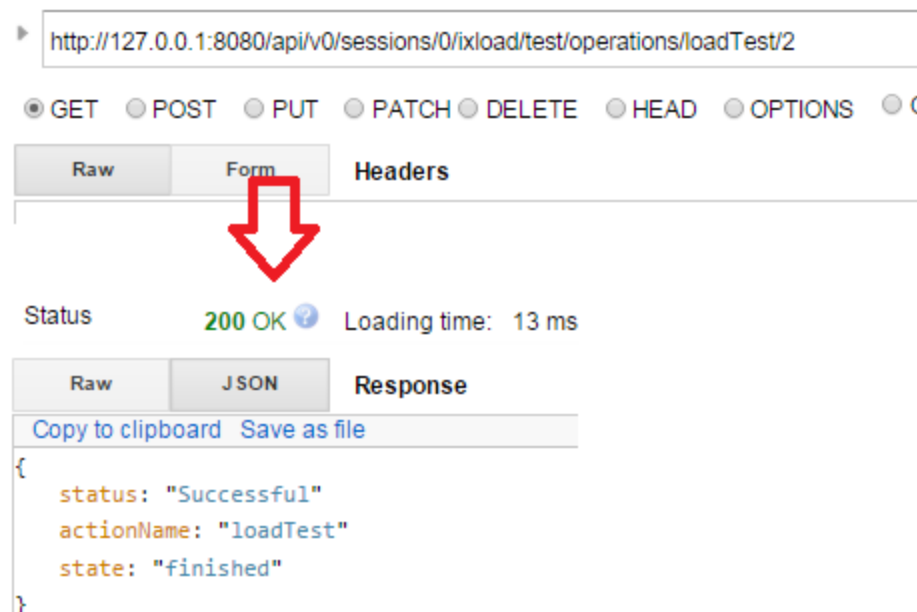 http://127.0.0.1:8080/api/v0/sessions/0/ixload/test/operations/loadTest/2
GET POST PUT PATCH DELETE HEAD OPTIONS
Raw Form Headers
Status 200 OK ? Loading time: 13 ms
Raw JSON Response
Copy to clipboard Save as file
{
status: "Successful"
actionName: "loadTest"
state: "finished"
}